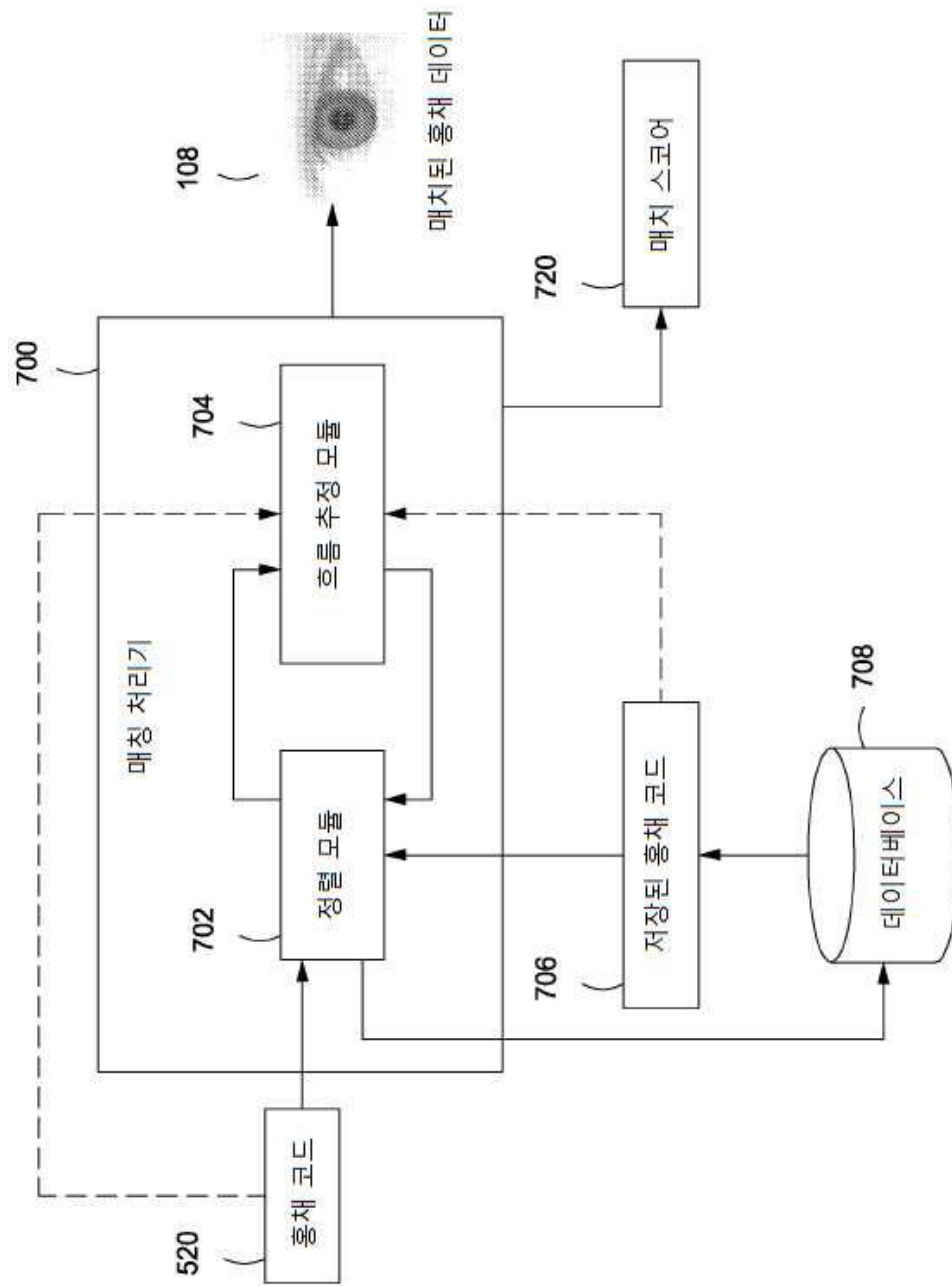 700
매칭 처리기
704
흐름 추정 모듈
702
정렬 모듈
520
홍채 코드
108
매치된 홍채 데이터
720
매치 스코어
706
저장된 홍채 코드
708
데이터베이스